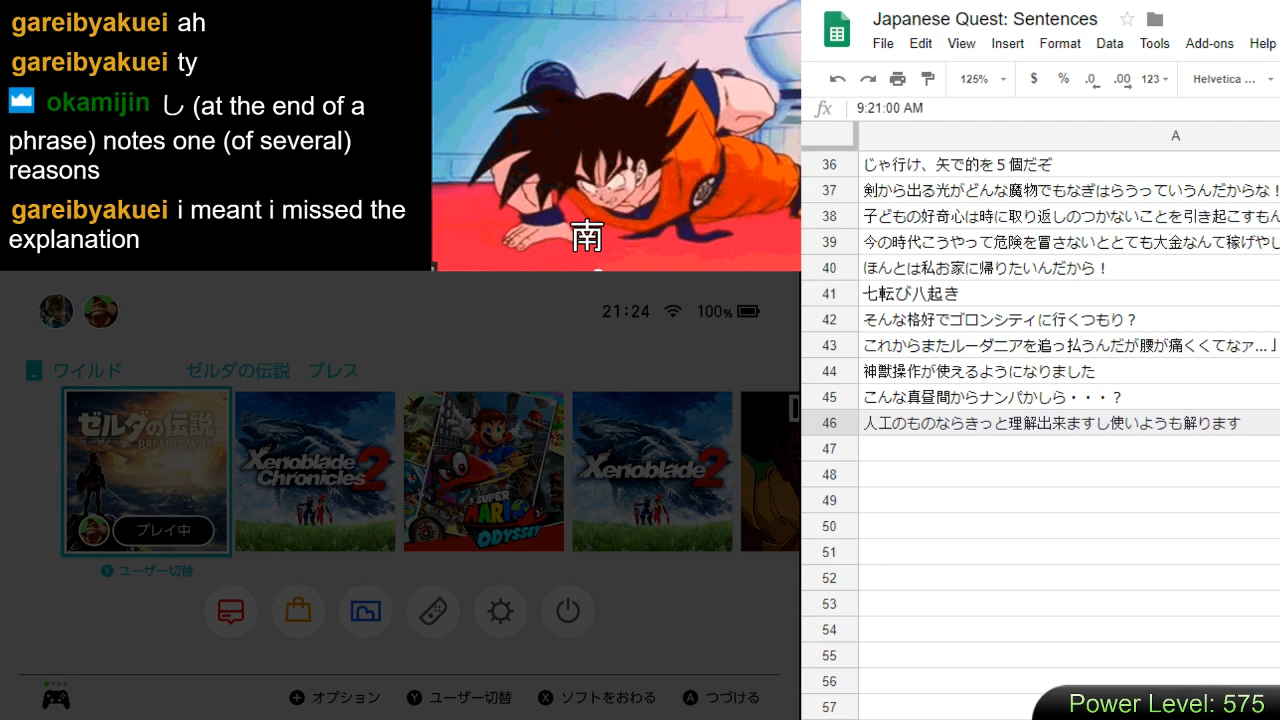 gareibyakuei ah
gareibyakuei ty
okamijin し (at the end of a
phrase) notes one (of several)
reasons
gareibyakuei i meant i missed the
explanation
南
21:24 100%
ワイルド ゼルダの伝説 ブレス
ゼルダの伝説
BREATH of the WILD
プレイ中
Xenoblade
Chronicles 2
SUPER
MARIO
ODYSSEY
Xenoblade 2
Y ユーザー切替
+ オプション Y ユーザー切替 X ソフトをおわる A つづける
Japanese Quest: Sentences
File Edit View Insert Format Data Tools Add-ons Help
125% $ % .0 .00 123 Helvetica ...
fx 9:21:00 AM
A
36 じゃ行け、矢で的を５個だぞ
37 剣から出る光がどんな魔物でもなぎはらうっていうんだからな！
38 子どもの好奇心は時に取り返しのつかないことを引き起こすもん
39 今の時代こうやって危険を冒さないととても大金なんて稼げやし
40 ほんとは私お家に帰りたいんだから！
41 七転び八起き
42 そんな格好でゴロンシティに行くつもり？
43 これからまたルーダニアを追っ払うんだが腰が痛くくてなァ…」
44 神獣操作が使えるようになりました
45 こんな真昼間からナンパかしら・・・？
46 人工のものならきっと理解出来ますし使いようも解ります
47
48
49
50
51
52
53
54
55
56
57
Power Level: 575